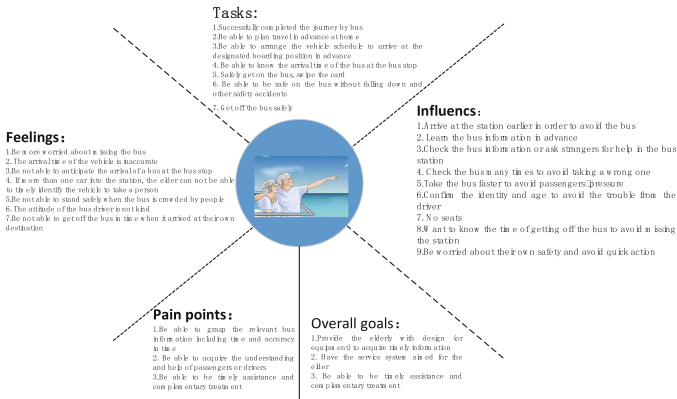 Tasks:
1.Successfully completed the journey by bus
2.Be able to plan travel in advance at home
3.Be able to arrange the vehicle schedule to arrive at the
designated boarding position in advance
4. Be able to know the arrival time of the bus at the bus stop
5. Safely get on the bus, swipe the card
6. Be able to be safe on the bus without falling down and
other safety accidents
7. Get off the bus safely
Influencs:
1.Arrive at the station earlier in order to avoid the bus
2. Learn the bus information in advance
3.Check the bus information or ask strangers for help in the bus
station
4. Check the bus many times to avoid taking a wrong one
5.Take the bus faster to avoid passengers□pressure
6.Confirm the identity and age to avoid the trouble from the
driver
7. No seats
8.Want to know the time of getting off the bus to avoid missing
the station
9.Be worried about their own safety and avoid quick action
Feelings:
1.Be more worried about missing the bus
2. The arrival time of the vehicle is inaccurate
3.Be not able to anticipate the arrival of a bus at the bus stop
4. If more than one car into the station, the elder can not be able
to timely identify the vehicle to take a person
5.Be not able to stand safely when the bus is crowded by people
6. The attitude of the bus driver is not kind
7.Be not able to get off the bus in time when it arrived at their own
destination
Pain points:
1.Be able to grasp the relevant bus
information including time and accuracy
in time
2. Be able to acquire the understanding
and help of passengers or drivers
3.Be able to be timely assistance and
complementary treatment
Overall goals:
1.Provide the elderly with design (or
equipment) to acquire timely information
2. Have the service system aimed for the
elder
3. Be able to be timely assistance and
complementary treatment